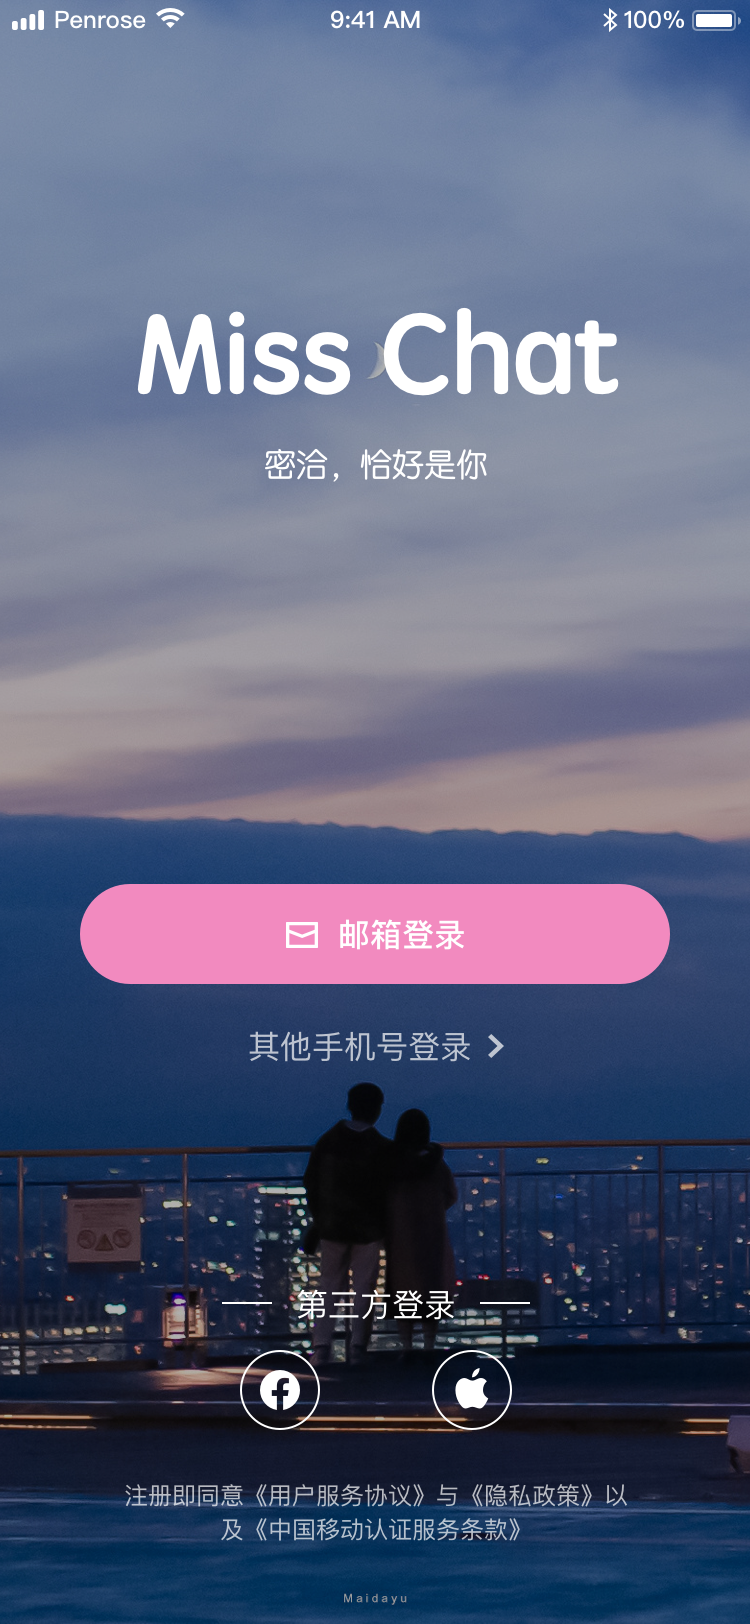 Penrose 9:41 AM 100%
Miss Chat
密洽，恰好是你
邮箱登录
其他手机号登录
第三方登录
注册即同意《用户服务协议》与《隐私政策》以
及《中国移动认证服务条款》
Maidayu